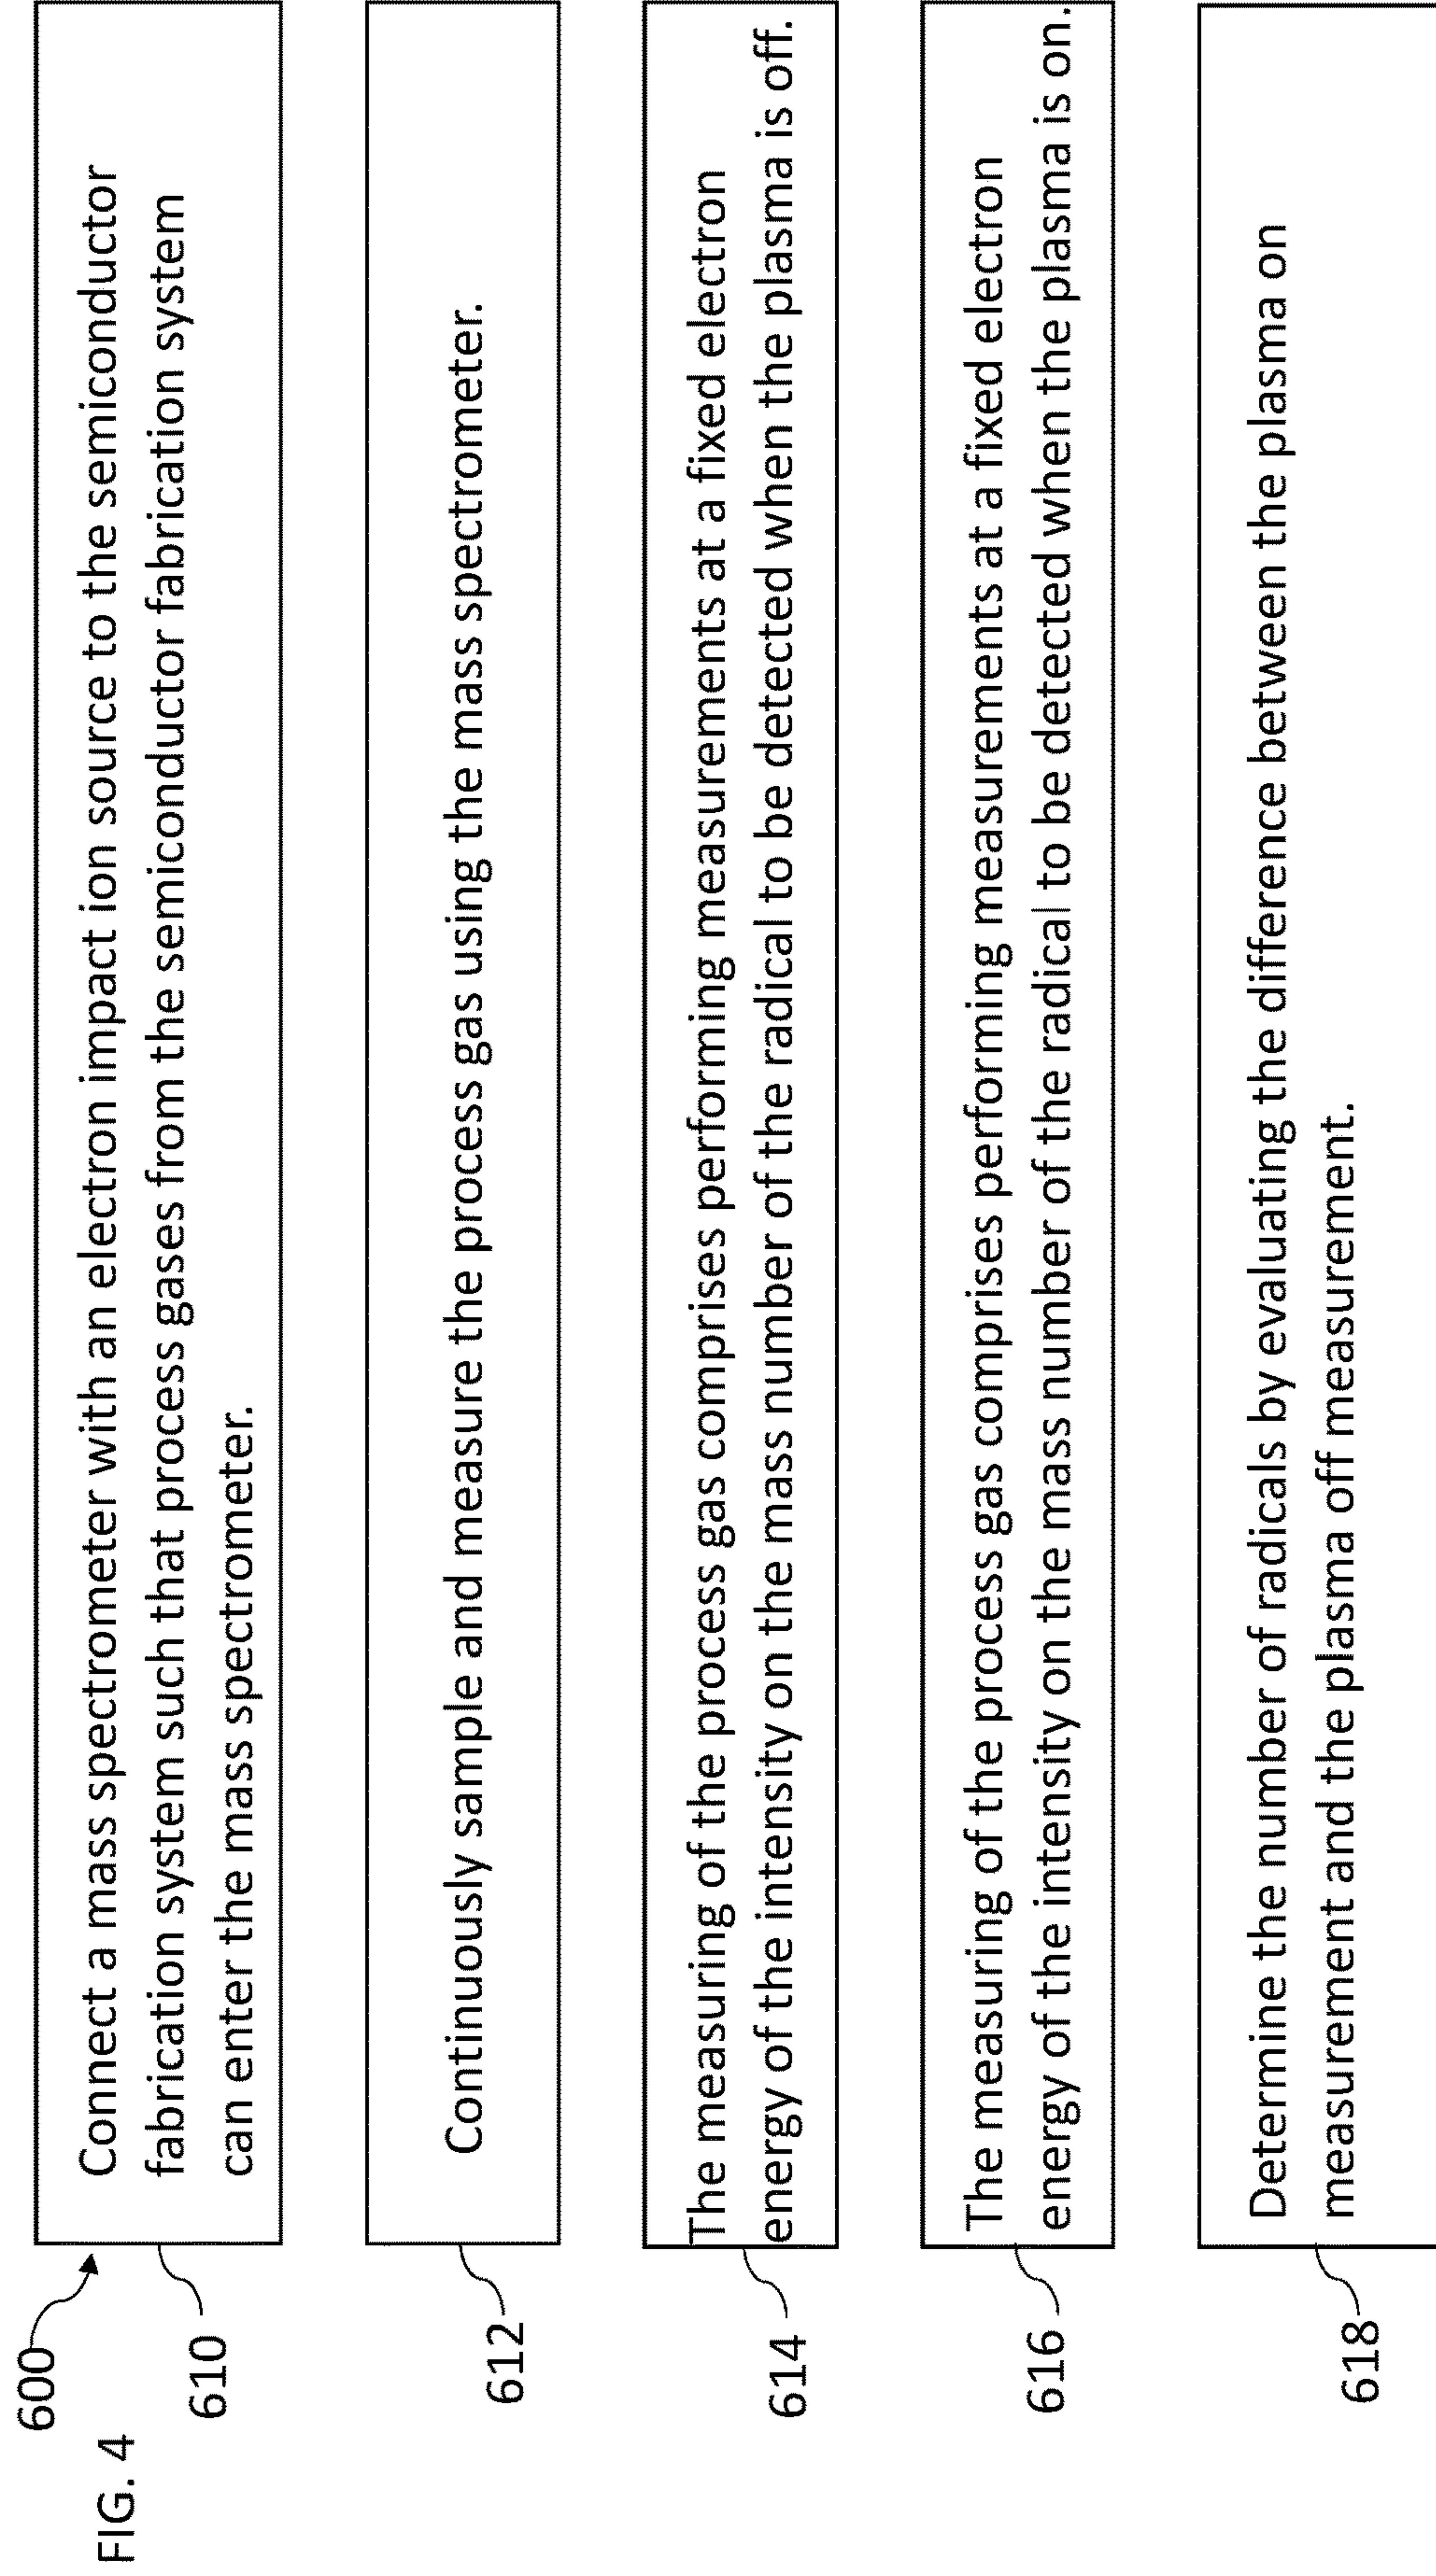 FIG. 4
600
610
Connect a mass spectrometer with an electron impact ion source to the semiconductor
fabrication system such that process gases from the semiconductor fabrication system
can enter the mass spectrometer.
612
Continuously sample and measure the process gas using the mass spectrometer.
614
The measuring of the process gas comprises performing measurements at a fixed electron
energy of the intensity on the mass number of the radical to be detected when the plasma is off.
616
The measuring of the process gas comprises performing measurements at a fixed electron
energy of the intensity on the mass number of the radical to be detected when the plasma is on.
618
Determine the number of radicals by evaluating the difference between the plasma on
measurement and the plasma off measurement.